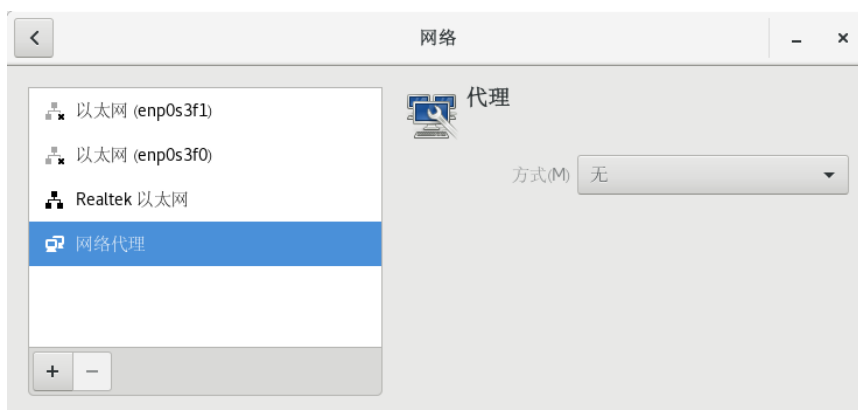 网络
以太网 (enp0s3f1)
以太网 (enp0s3f0)
Realtek 以太网
网络代理
代理
方式(M) 无